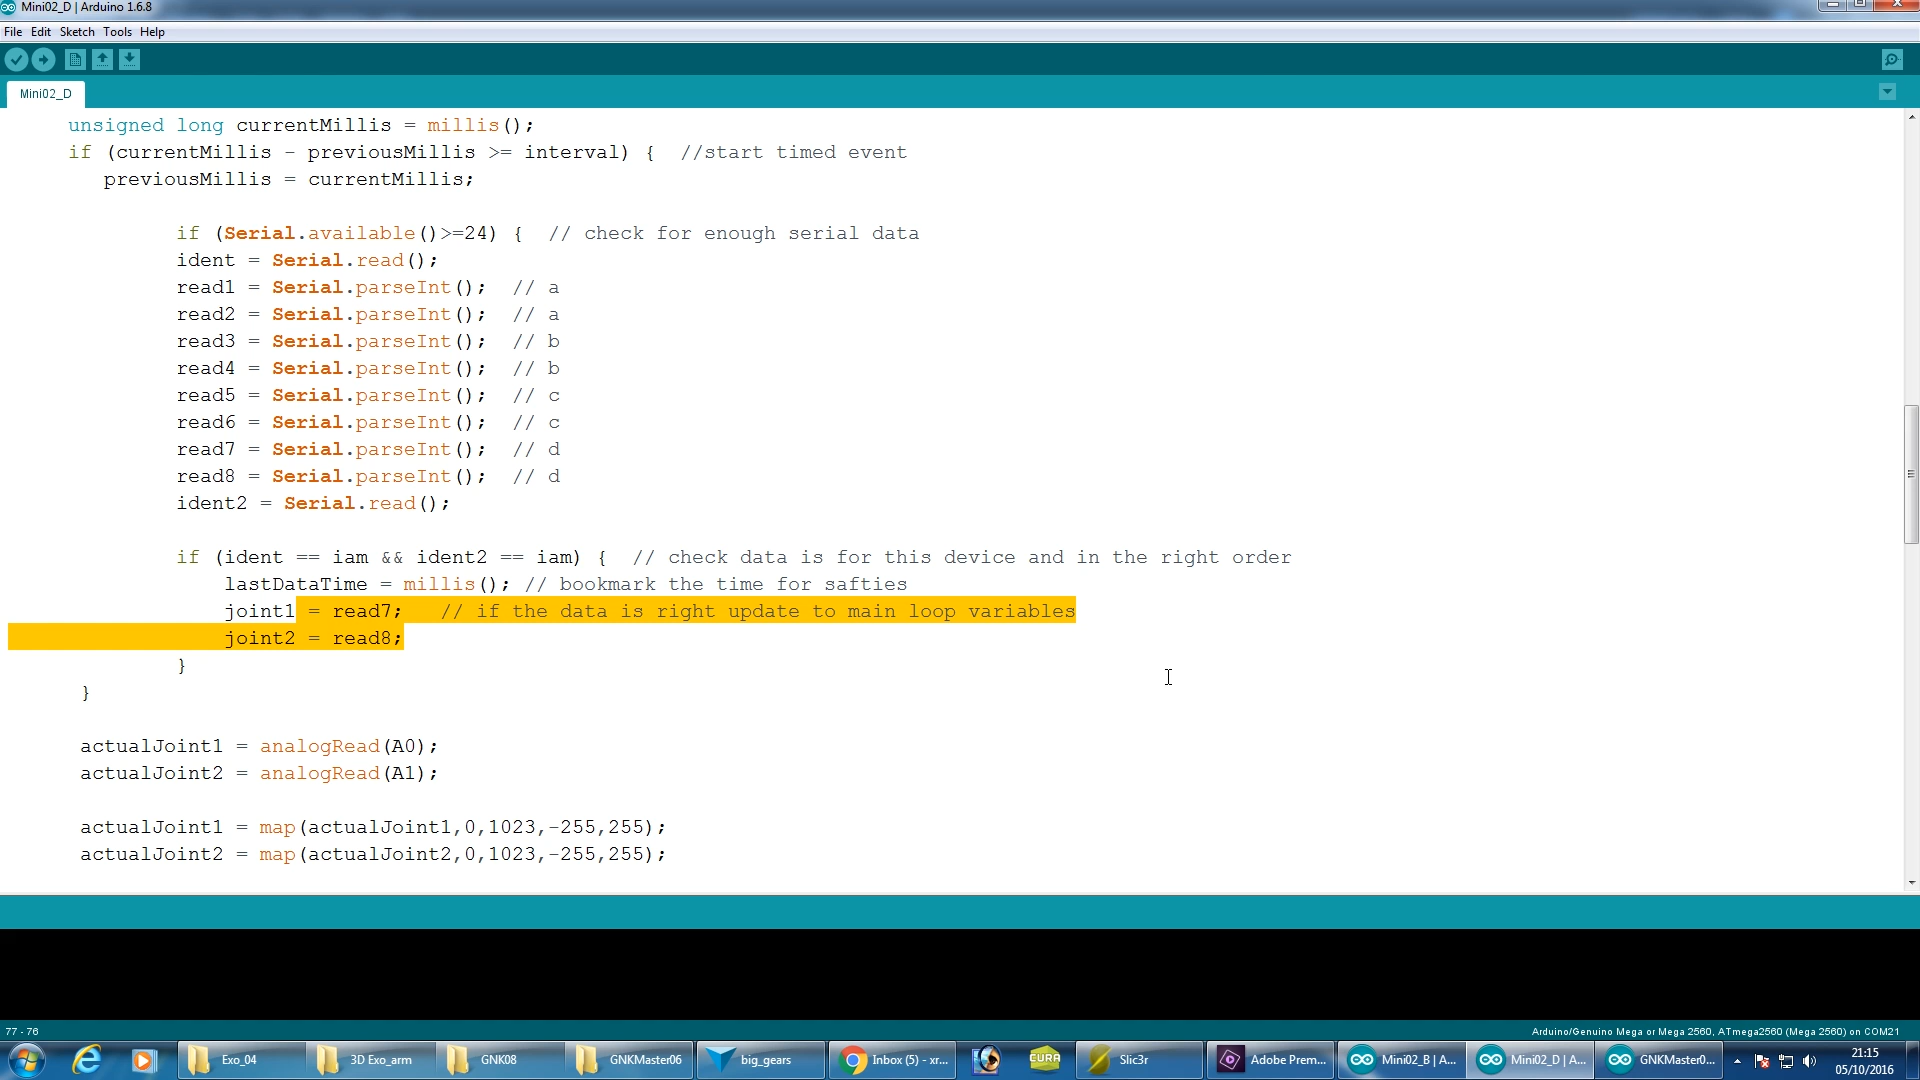 Mini02_D | Arduino 1.6.8
File Edit Sketch Tools Help
Mini02_D
unsigned long currentMillis = millis();
if (currentMillis - previousMillis >= interval) {  //start timed event
previousMillis = currentMillis;
if (Serial.available()>=24) {  // check for enough serial data
ident = Serial.read();
read1 = Serial.parseInt();  // a
read2 = Serial.parseInt();  // a
read3 = Serial.parseInt();  // b
read4 = Serial.parseInt();  // b
read5 = Serial.parseInt();  // c
read6 = Serial.parseInt();  // c
read7 = Serial.parseInt();  // d
read8 = Serial.parseInt();  // d
ident2 = Serial.read();
if (ident == iam && ident2 == iam) {  // check data is for this device and in the right order
lastDataTime = millis(); // bookmark the time for safties
joint1 = read7;   // if the data is right update to main loop variables
joint2 = read8;
}
}
actualJoint1 = analogRead(A0);
actualJoint2 = analogRead(A1);
actualJoint1 = map(actualJoint1,0,1023,-255,255);
actualJoint2 = map(actualJoint2,0,1023,-255,255);
77 - 76
Arduino/Genuino Mega or Mega 2560, ATmega2560 (Mega 2560) on COM21
Exo_04
3D Exo_arm
GNK08
GNKMaster06
big_gears
Inbox (5) - xr...
CURA
Slic3r
Adobe Prem...
Mini02_B | A...
Mini02_D | A...
GNKMaster0...
21:15
05/10/2016